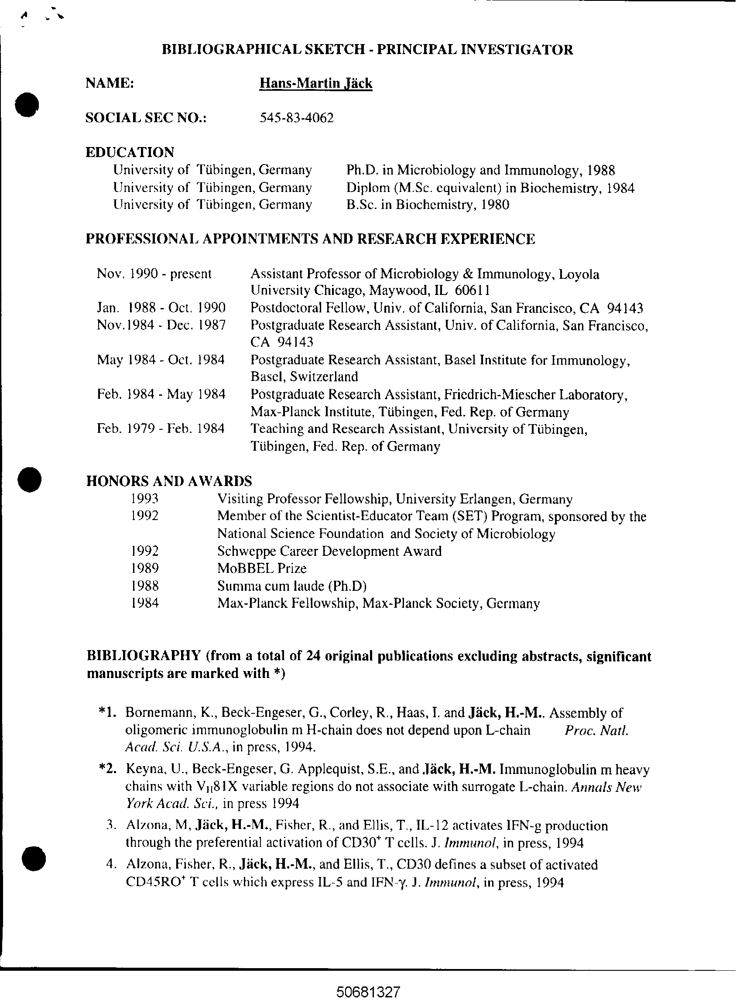 BIBLIOGRAPHICAL SKETCH - PRINCIPAL INVESTIGATOR
NAME: Hans-Martin Jäck
SOCIAL SEC NO.: 545-83-4062
EDUCATION
University of Tübingen, Germany Ph.D. in Microbiology and Immunology, 1988
University of Tübingen, Germany Diplom (M.Sc. equivalent) in Biochemistry, 1984
University of Tübingen, Germany B.Sc. in Biochemistry, 1980
PROFESSIONAL APPOINTMENTS AND RESEARCH EXPERIENCE
Nov. 1990 - present Assistant Professor of Microbiology & Immunology, Loyola
University Chicago, Maywood, IL 60611
Jan. 1988 - Oct. 1990 Postdoctoral Fellow, Univ. of California, San Francisco, CA 94143
Nov.1984 - Dec. 1987 Postgraduate Research Assistant, Univ. of California, San Francisco,
CA 94143
May 1984 - Oct. 1984 Postgraduate Research Assistant, Basel Institute for Immunology,
Basel, Switzerland
Feb. 1984 - May 1984 Postgraduate Research Assistant, Friedrich-Miescher Laboratory,
Max-Planck Institute, Tübingen, Fed. Rep. of Germany
Feb. 1979 - Feb. 1984 Teaching and Research Assistant, University of Tübingen,
Tübingen, Fed. Rep. of Germany
HONORS AND AWARDS
1993 Visiting Professor Fellowship, University Erlangen, Germany
1992 Member of the Scientist-Educator Team (SET) Program, sponsored by the
National Science Foundation and Society of Microbiology
1992 Schweppe Career Development Award
1989 MoBBEL Prize
1988 Summa cum laude (Ph.D)
1984 Max-Planck Fellowship, Max-Planck Society, Germany
BIBLIOGRAPHY (from a total of 24 original publications excluding abstracts, significant
manuscripts are marked with *)
*1. Bornemann, K., Beck-Engeser, G., Corley, R., Haas, I. and Jäck, H.-M.. Assembly of
oligomeric immunoglobulin m H-chain does not depend upon L-chain Proc. Natl.
Acad. Sci. U.S.A., in press, 1994.
*2. Keyna, U., Beck-Engeser, G. Applequist, S.E., and Jäck, H.-M. Immunoglobulin m heavy
chains with VH81X variable regions do not associate with surrogate L-chain. Annals New
York Acad. Sci., in press 1994
3. Alzona, M, Jäck, H.-M., Fisher, R., and Ellis, T., IL-12 activates IFN-g production
through the preferential activation of CD30+ T cells. J. Immunol, in press, 1994
4. Alzona, Fisher, R., Jäck, H.-M., and Ellis, T., CD30 defines a subset of activated
CD45RO+ T cells which express IL-5 and IFN-γ. J. Immunol, in press, 1994
50681327